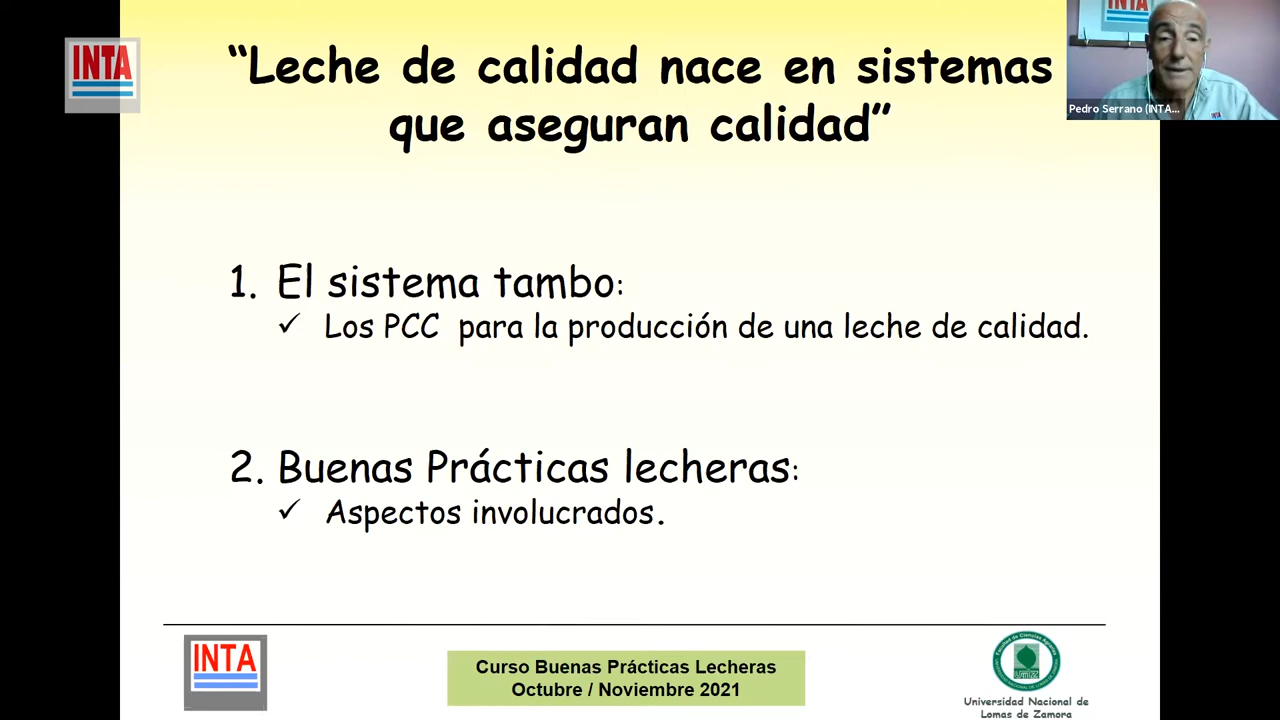 INTA
“Leche de calidad nace en sistemas
que aseguran calidad”
INTA
Pedro Serrano (INTA...
1. El sistema tambo:
✓ Los PCC para la producción de una leche de calidad.
2. Buenas Prácticas lecheras:
✓ Aspectos involucrados.
INTA
Curso Buenas Prácticas Lecheras
Octubre / Noviembre 2021
Universidad Nacional de
Lomas de Zamora